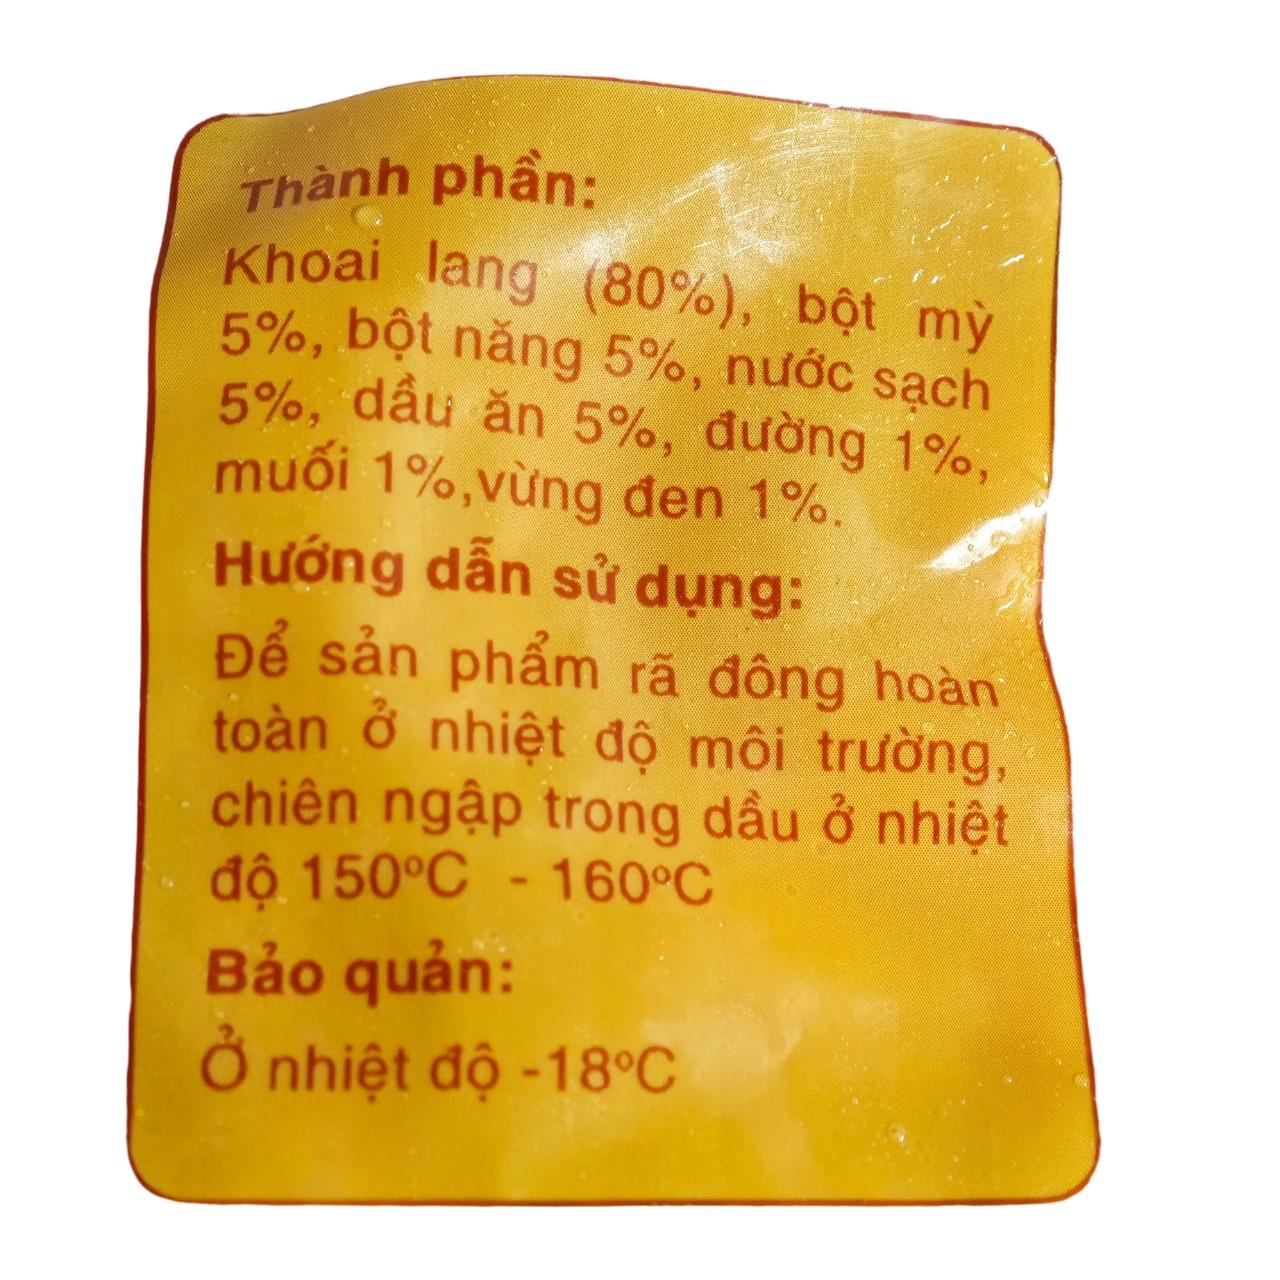 Thành phần:
Khoai lang (80%), bột mỳ
5%, bột năng 5%, nước sạch
5%, dầu ăn 5%, đường 1%,
muối 1%,vừng đen 1%.
Hướng dẫn sử dụng:
Để sản phẩm rã đông hoàn
toàn ở nhiệt độ môi trường,
chiên ngập trong dầu ở nhiệt
độ 150ºC - 160ºC
Bảo quản:
Ở nhiệt độ -18ºC